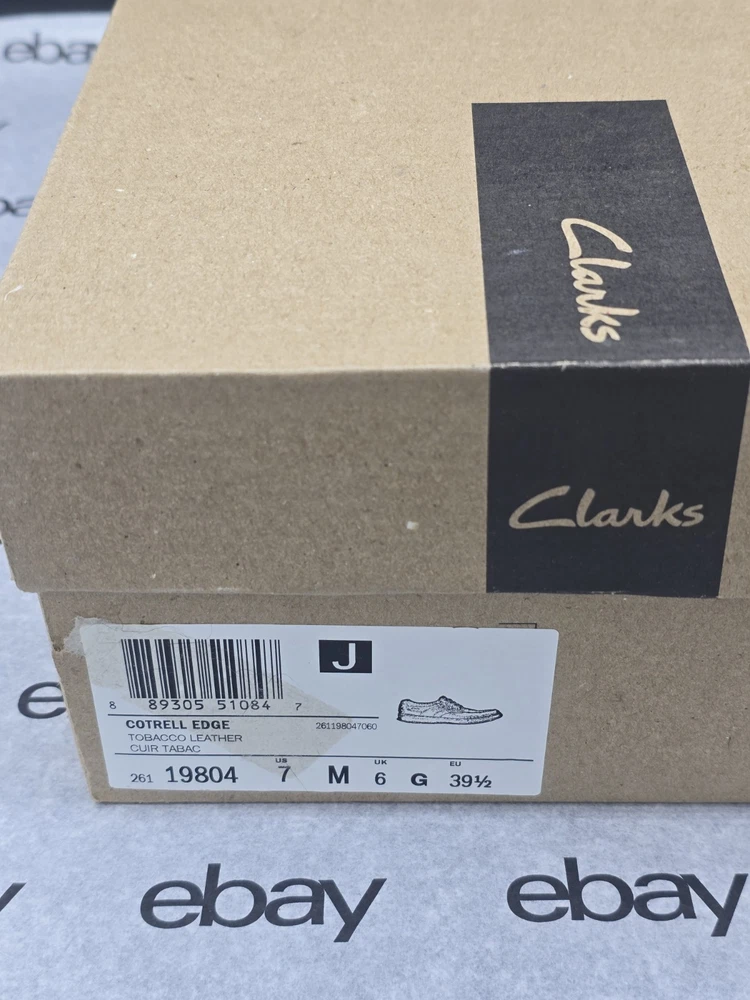 ebay
Clarks
Clarks
J
8 89305 51084 7
COTRELL EDGE 261198047060
TOBACCO LEATHER
CUIR TABAC
US UK EU
261 19804 7 M 6 G 39½
ebay
ebay